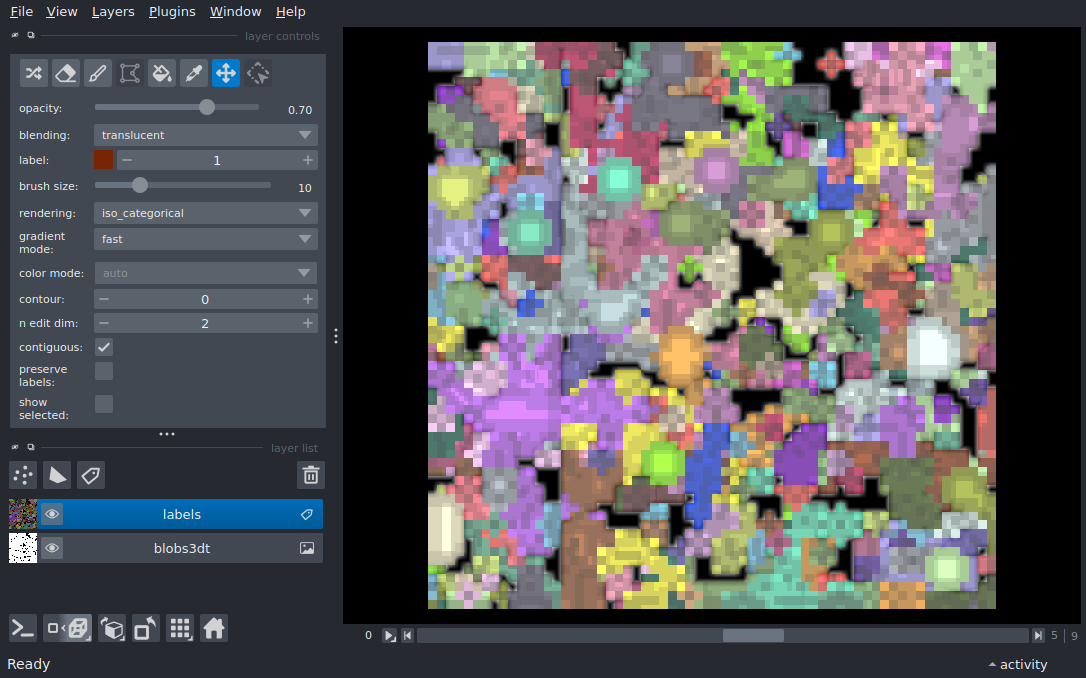 File View Layers Plugins Window Help
layer controls
opacity: 0.70
blending: translucent
label: 1
brush size: 10
rendering: iso_categorical
gradient
mode: fast
color mode: auto
contour: 0
n edit dim: 2
contiguous:
preserve
labels:
show
selected:
layer list
labels
blobs3dt
0 5 | 9
Ready activity